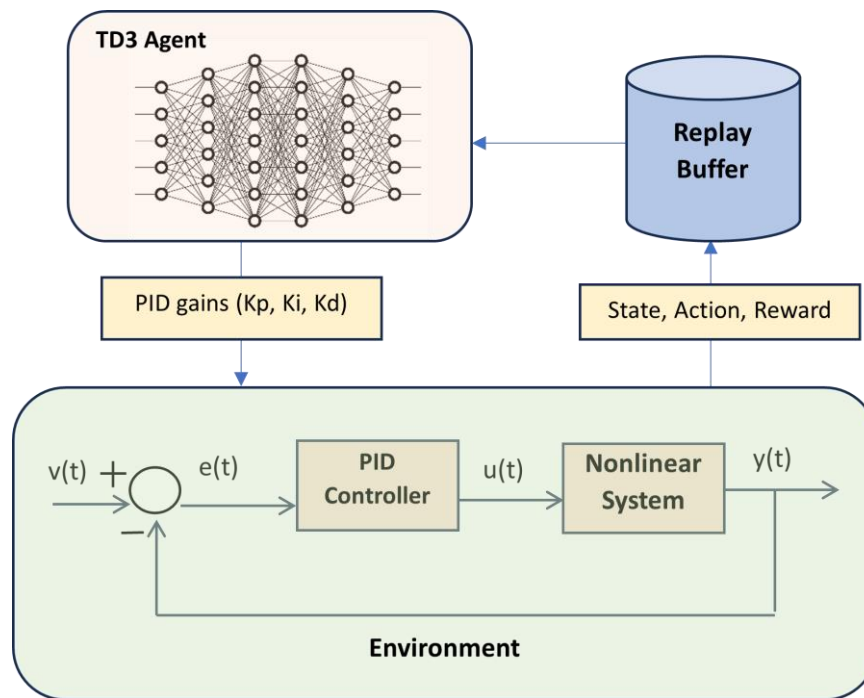 TD3 Agent
Replay
Buffer
PID gains (Kp, Ki, Kd)
State, Action, Reward
v(t)
+
e(t)
PID
Controller
u(t)
Nonlinear
System
y(t)
−
Environment